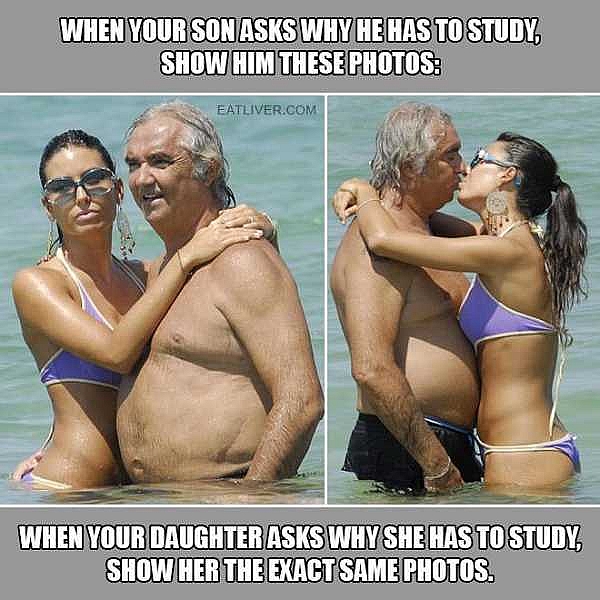 WHEN YOUR SON ASKS WHY HE HAS TO STUDY,
SHOW HIM THESE PHOTOS:
EATLIVER.COM
WHEN YOUR DAUGHTER ASKS WHY SHE HAS TO STUDY,
SHOW HER THE EXACT SAME PHOTOS.